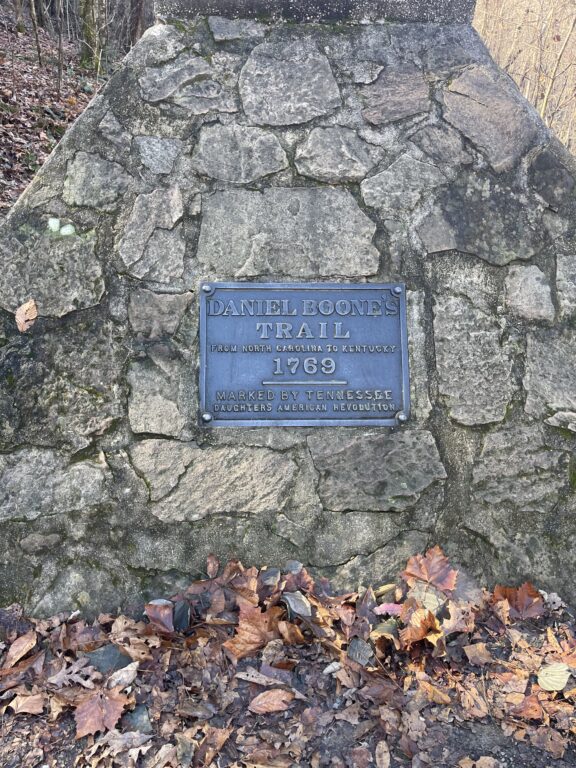 DANIEL BOONE'S
TRAIL
FROM NORTH CAROLINA TO KENTUCKY
1769
MARKED BY TENNESSEE
DAUGHTERS AMERICAN REVOLUTION